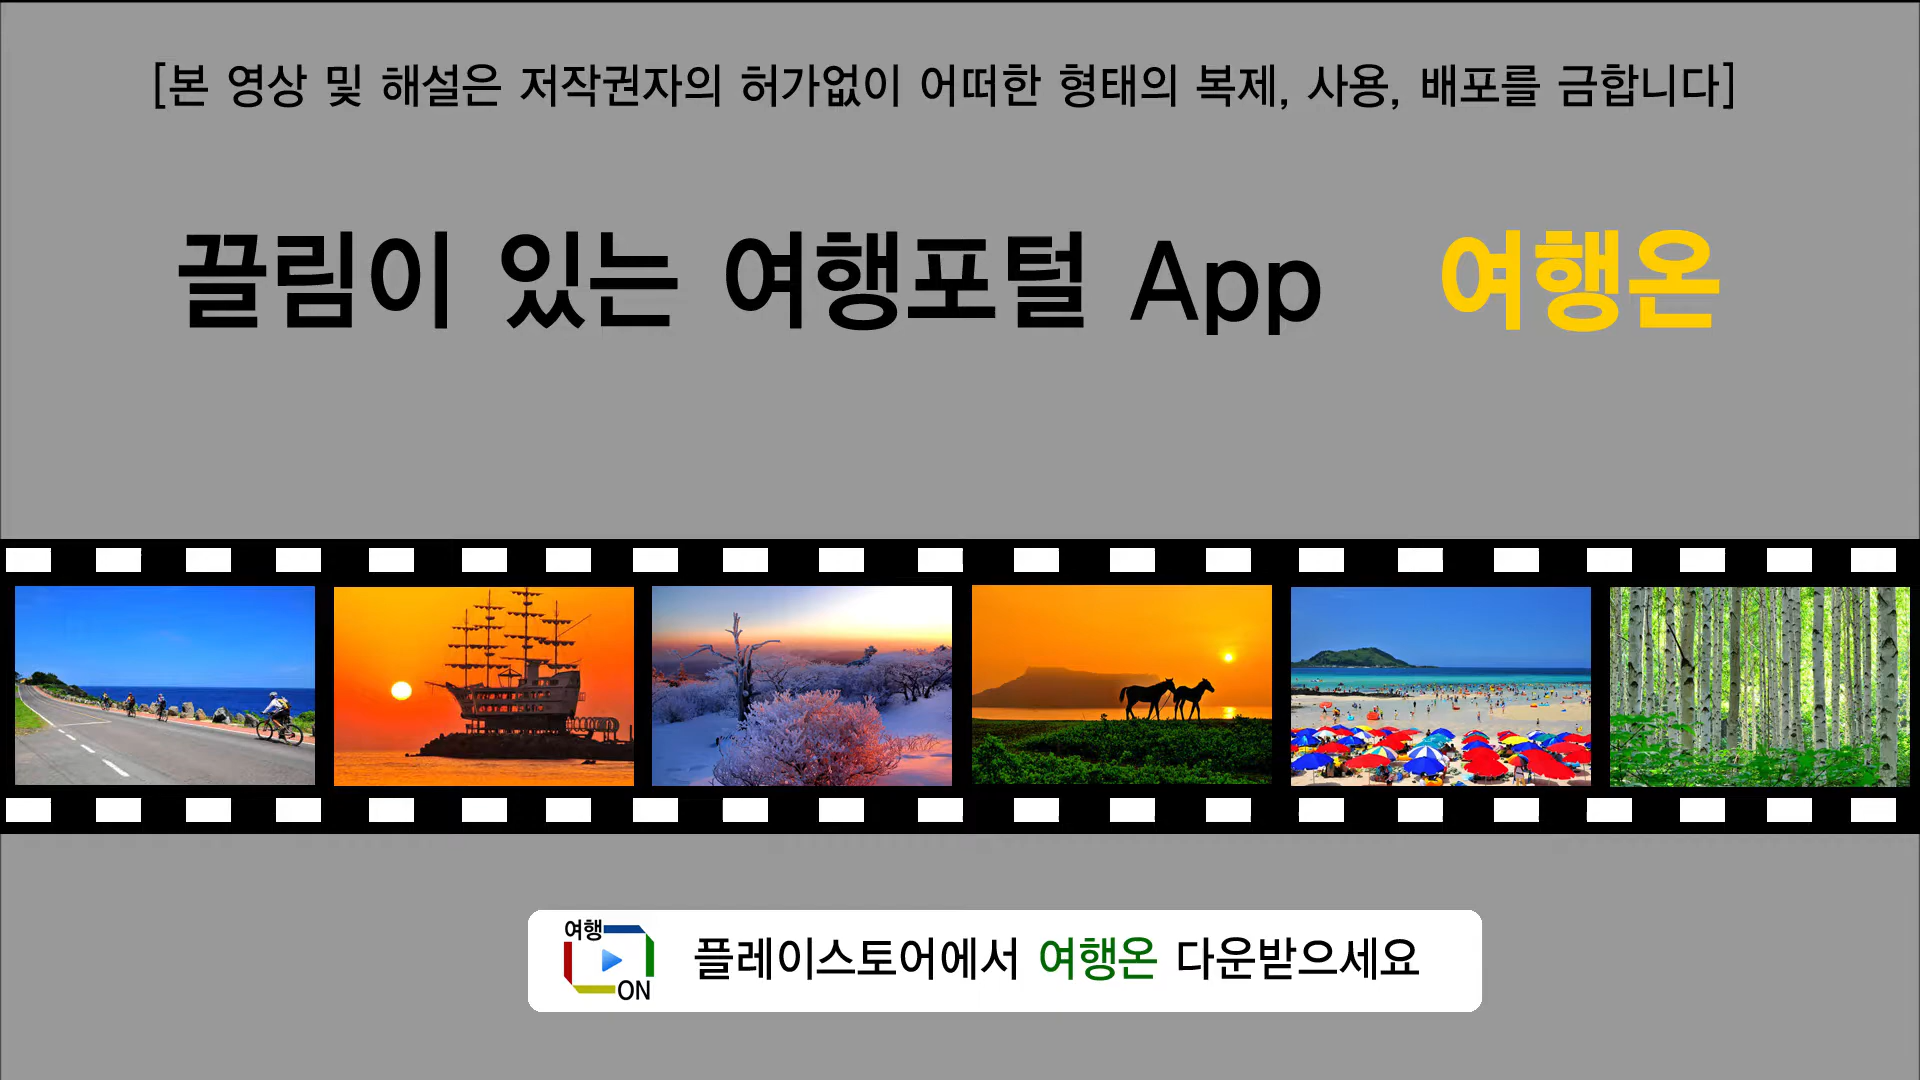 [본 영상 및 해설은 저작권자의 허가없이 어떠한 형태의 복제, 사용, 배포를 금합니다]
끌림이 있는 여행포털 App 여행온
여행
ON
플레이스토어에서 여행온 다운받으세요